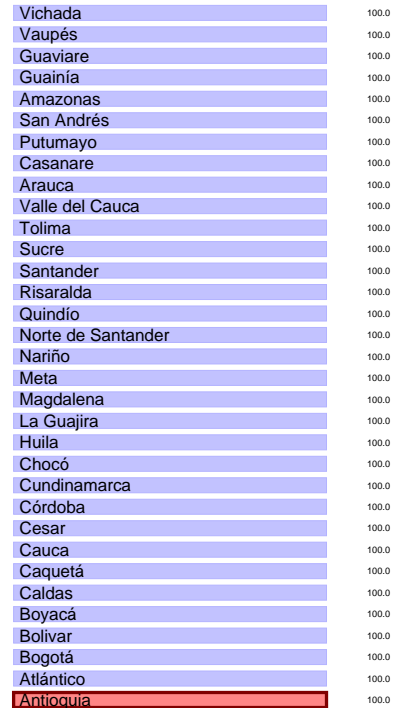 Vichada 100.0
Vaupés 100.0
Guaviare 100.0
Guainía 100.0
Amazonas 100.0
San Andrés 100.0
Putumayo 100.0
Casanare 100.0
Arauca 100.0
Valle del Cauca 100.0
Tolima 100.0
Sucre 100.0
Santander 100.0
Risaralda 100.0
Quindío 100.0
Norte de Santander 100.0
Nariño 100.0
Meta 100.0
Magdalena 100.0
La Guajira 100.0
Huila 100.0
Chocó 100.0
Cundinamarca 100.0
Córdoba 100.0
Cesar 100.0
Cauca 100.0
Caquetá 100.0
Caldas 100.0
Boyacá 100.0
Bolivar 100.0
Bogotá 100.0
Atlántico 100.0
Antioquia 100.0